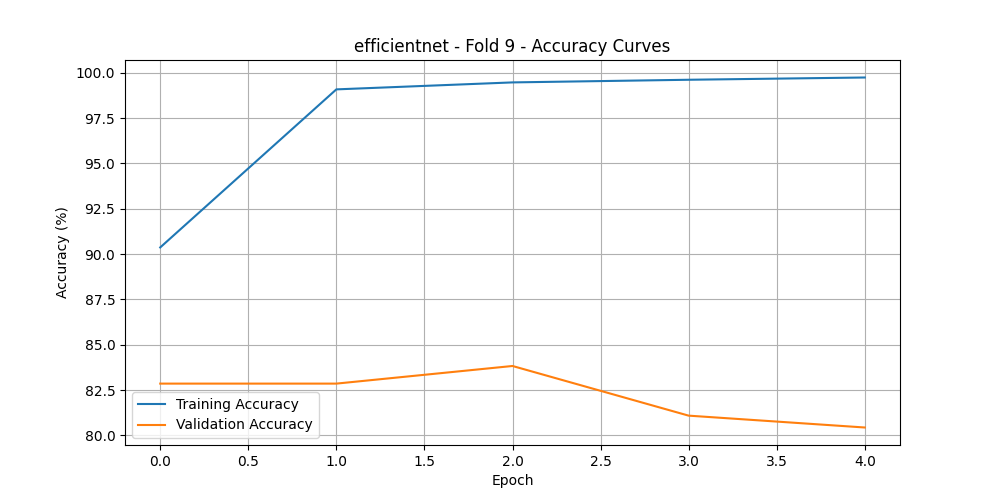 efficientnet - Fold 9 - Accuracy Curves
Accuracy (%)
100.0
97.5
95.0
92.5
90.0
87.5
85.0
82.5
80.0
Training Accuracy
Validation Accuracy
0.0 0.5 1.0 1.5 2.0 2.5 3.0 3.5 4.0
Epoch